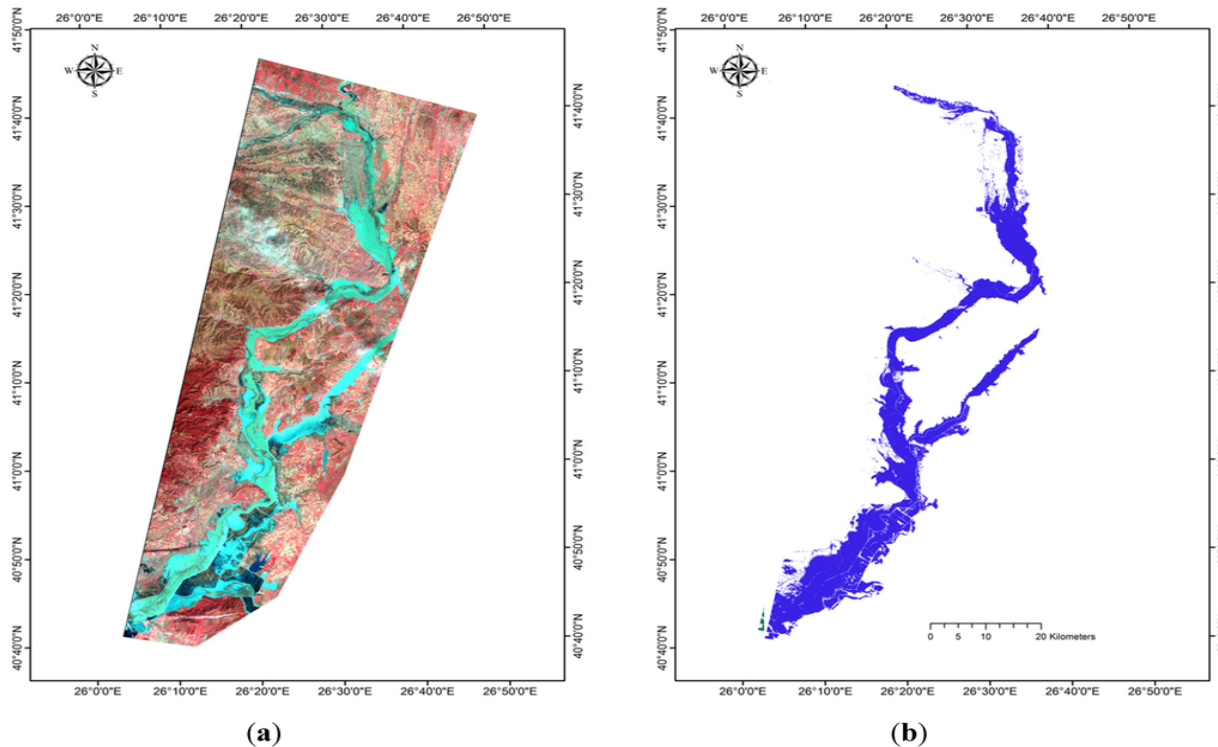 26°0'0"E 26°10'0"E 26°20'0"E 26°30'0"E 26°40'0"E 26°50'0"E
26°0'0"E 26°10'0"E 26°20'0"E 26°30'0"E 26°40'0"E 26°50'0"E
41°50'0"N
41°40'0"N
41°30'0"N
41°20'0"N
41°10'0"N
41°0'0"N
40°50'0"N
40°40'0"N
N
W E
S
41°40'0"N
41°30'0"N
41°20'0"N
41°10'0"N
41°0'0"N
40°50'0"N
40°40'0"N
41°50'0"N
41°40'0"N
41°30'0"N
41°20'0"N
41°10'0"N
41°0'0"N
40°50'0"N
40°40'0"N
N
W E
S
0 5 10 20 Kilometers
26°0'0"E 26°10'0"E 26°20'0"E 26°30'0"E 26°40'0"E 26°50'0"E
26°0'0"E 26°10'0"E 26°20'0"E 26°30'0"E 26°40'0"E 26°50'0"E
(a)
(b)